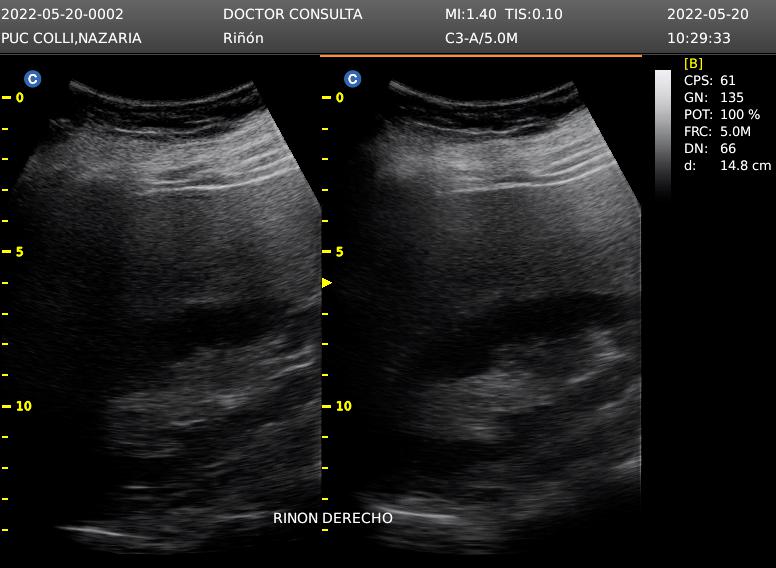 2022-05-20-0002 DOCTOR CONSULTA MI:1.40 TIS:0.10 2022-05-20
PUC COLLI,NAZARIA Riñón C3-A/5.0M 10:29:33
[B]
C C
CPS: 61
0 0
GN: 135
POT: 100 %
FRC: 5.0M
DN: 66
d: 14.8 cm
5 5
10 10
RINON DERECHO